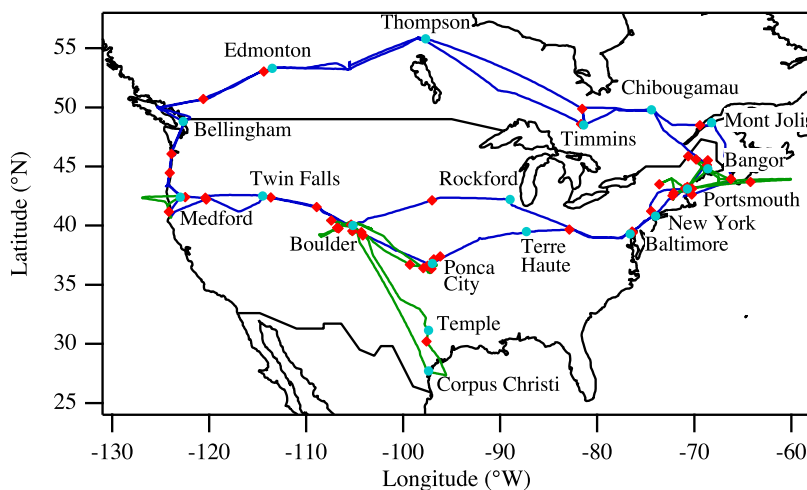 Thompson
55
Edmonton
Chibougamau
50
Bellingham
Timmins
Mont Jolis
Bangor
45
Twin Falls
Rockford
Portsmouth
Medford
New York
40
Boulder
Terre
Haute
Baltimore
Ponca
City
35
Temple
30
Corpus Christi
25
Latitude (°N)
-130
-120
-110
-100
-90
-80
-70
-60
Longitude (°W)